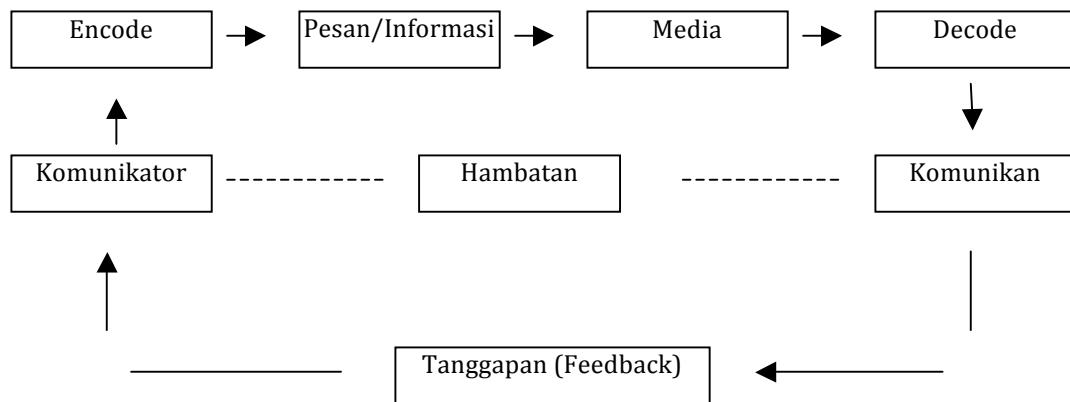 Encode
Pesan/Informasi
Media
Decode
Komunikator
Hambatan
Komunikan
Tanggapan (Feedback)